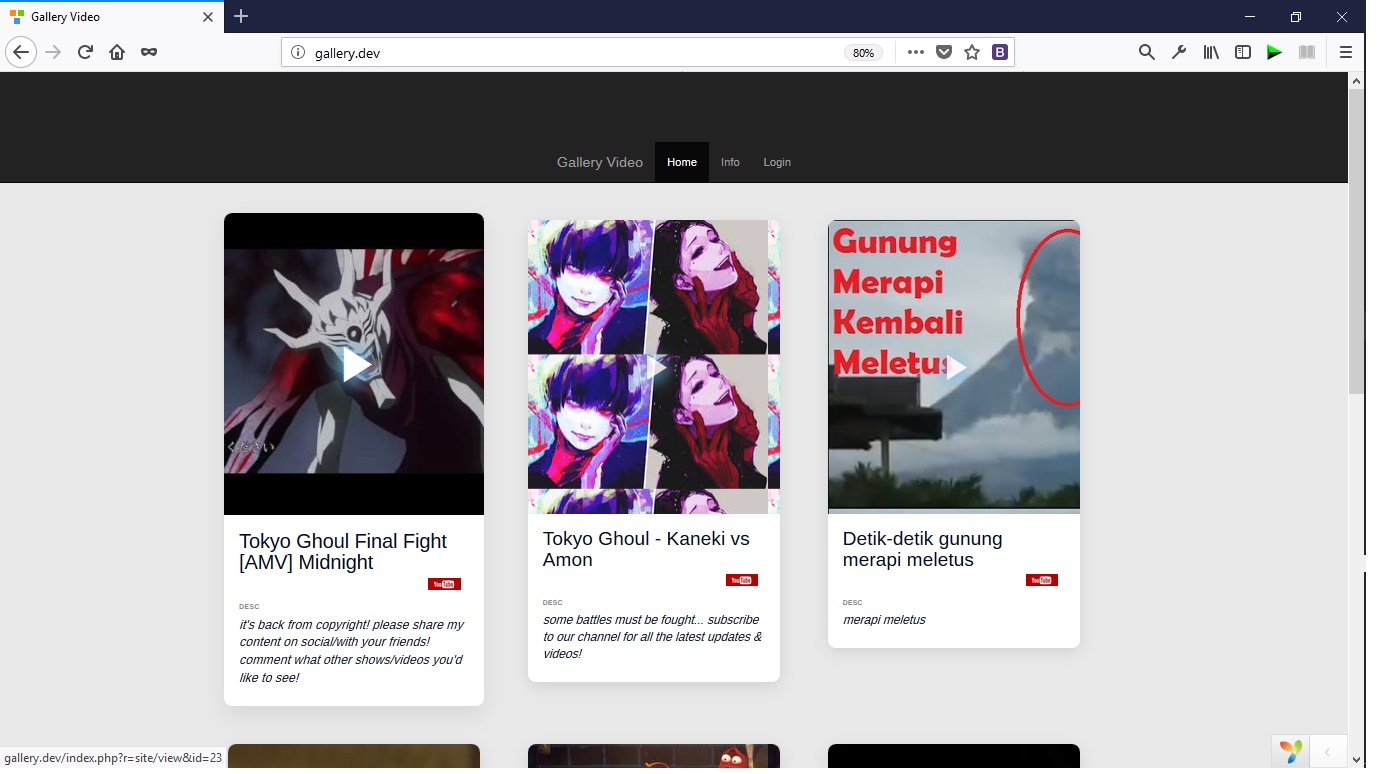 Gallery Video
gallery.dev
80%
B
Gallery Video
Home
Info
Login
ください
Gunung
Merapi
Kembali
Meletus
Tokyo Ghoul Final Fight
[AMV] Midnight
YouTube
DESC
it's back from copyright! please share my
content on social/with your friends!
comment what other shows/videos you'd
like to see!
Tokyo Ghoul - Kaneki vs
Amon
YouTube
DESC
some battles must be fought... subscribe
to our channel for all the latest updates &
videos!
Detik-detik gunung
merapi meletus
YouTube
DESC
merapi meletus
gallery.dev/index.php?r=site/view&id=23